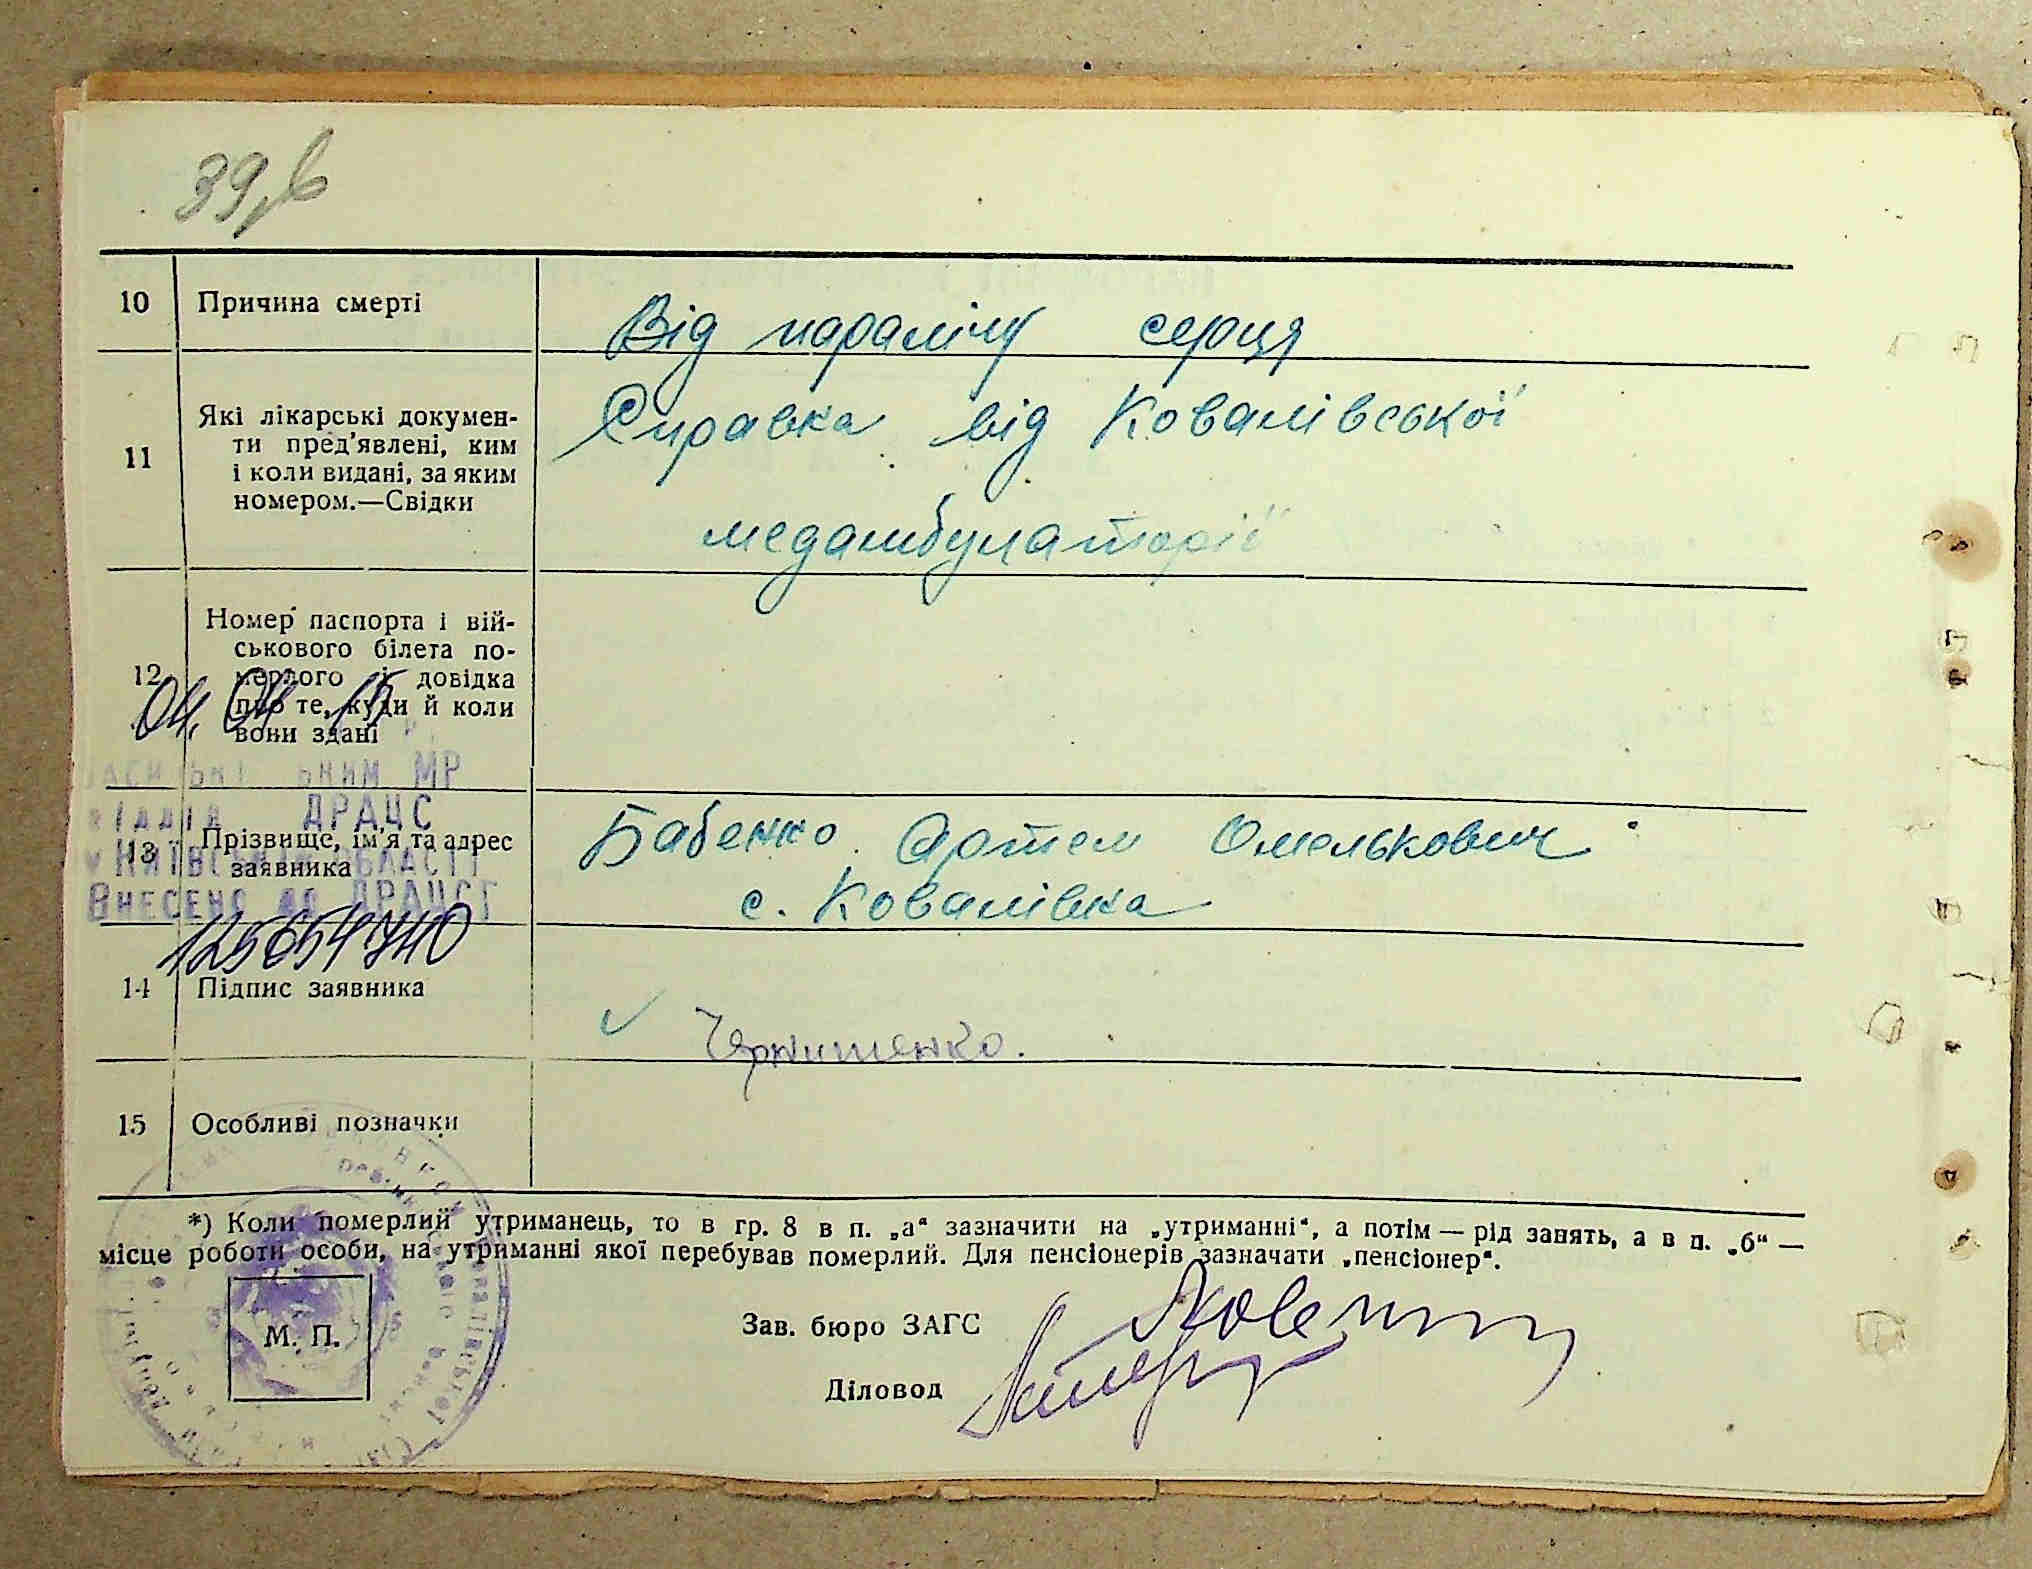 39,в
10 Причина смерті
Від паралічу серця
11 Які лікарські докумен-
ти пред'явлені, ким
і коли видані, за яким
номером.—Свідки
Справка від Ковалівської
медамбулаторії
12 Номер паспорта і вій-
ськового білета по-
мерлого і довідка
про те, куди й коли
вони здані
04. 04 15
МР
ДРАЦС
13 Прізвище, ім'я та адрес
заявника
Бабенко Артем Омелькович
с. Ковалівка
Внесено до ДРАЦСГ
14 Підпис заявника
Чернишенко.
15 Особливі позначки
*) Коли померлий утриманець, то в гр. 8 в п. „а“ зазначити на „утриманні“, а потім — рід занять, а в п. „б“ —
місце роботи особи, на утриманні якої перебував померлий. Для пенсіонерів зазначати „пенсіонер“.
М. П.
Зав. бюро ЗАГС
Діловод